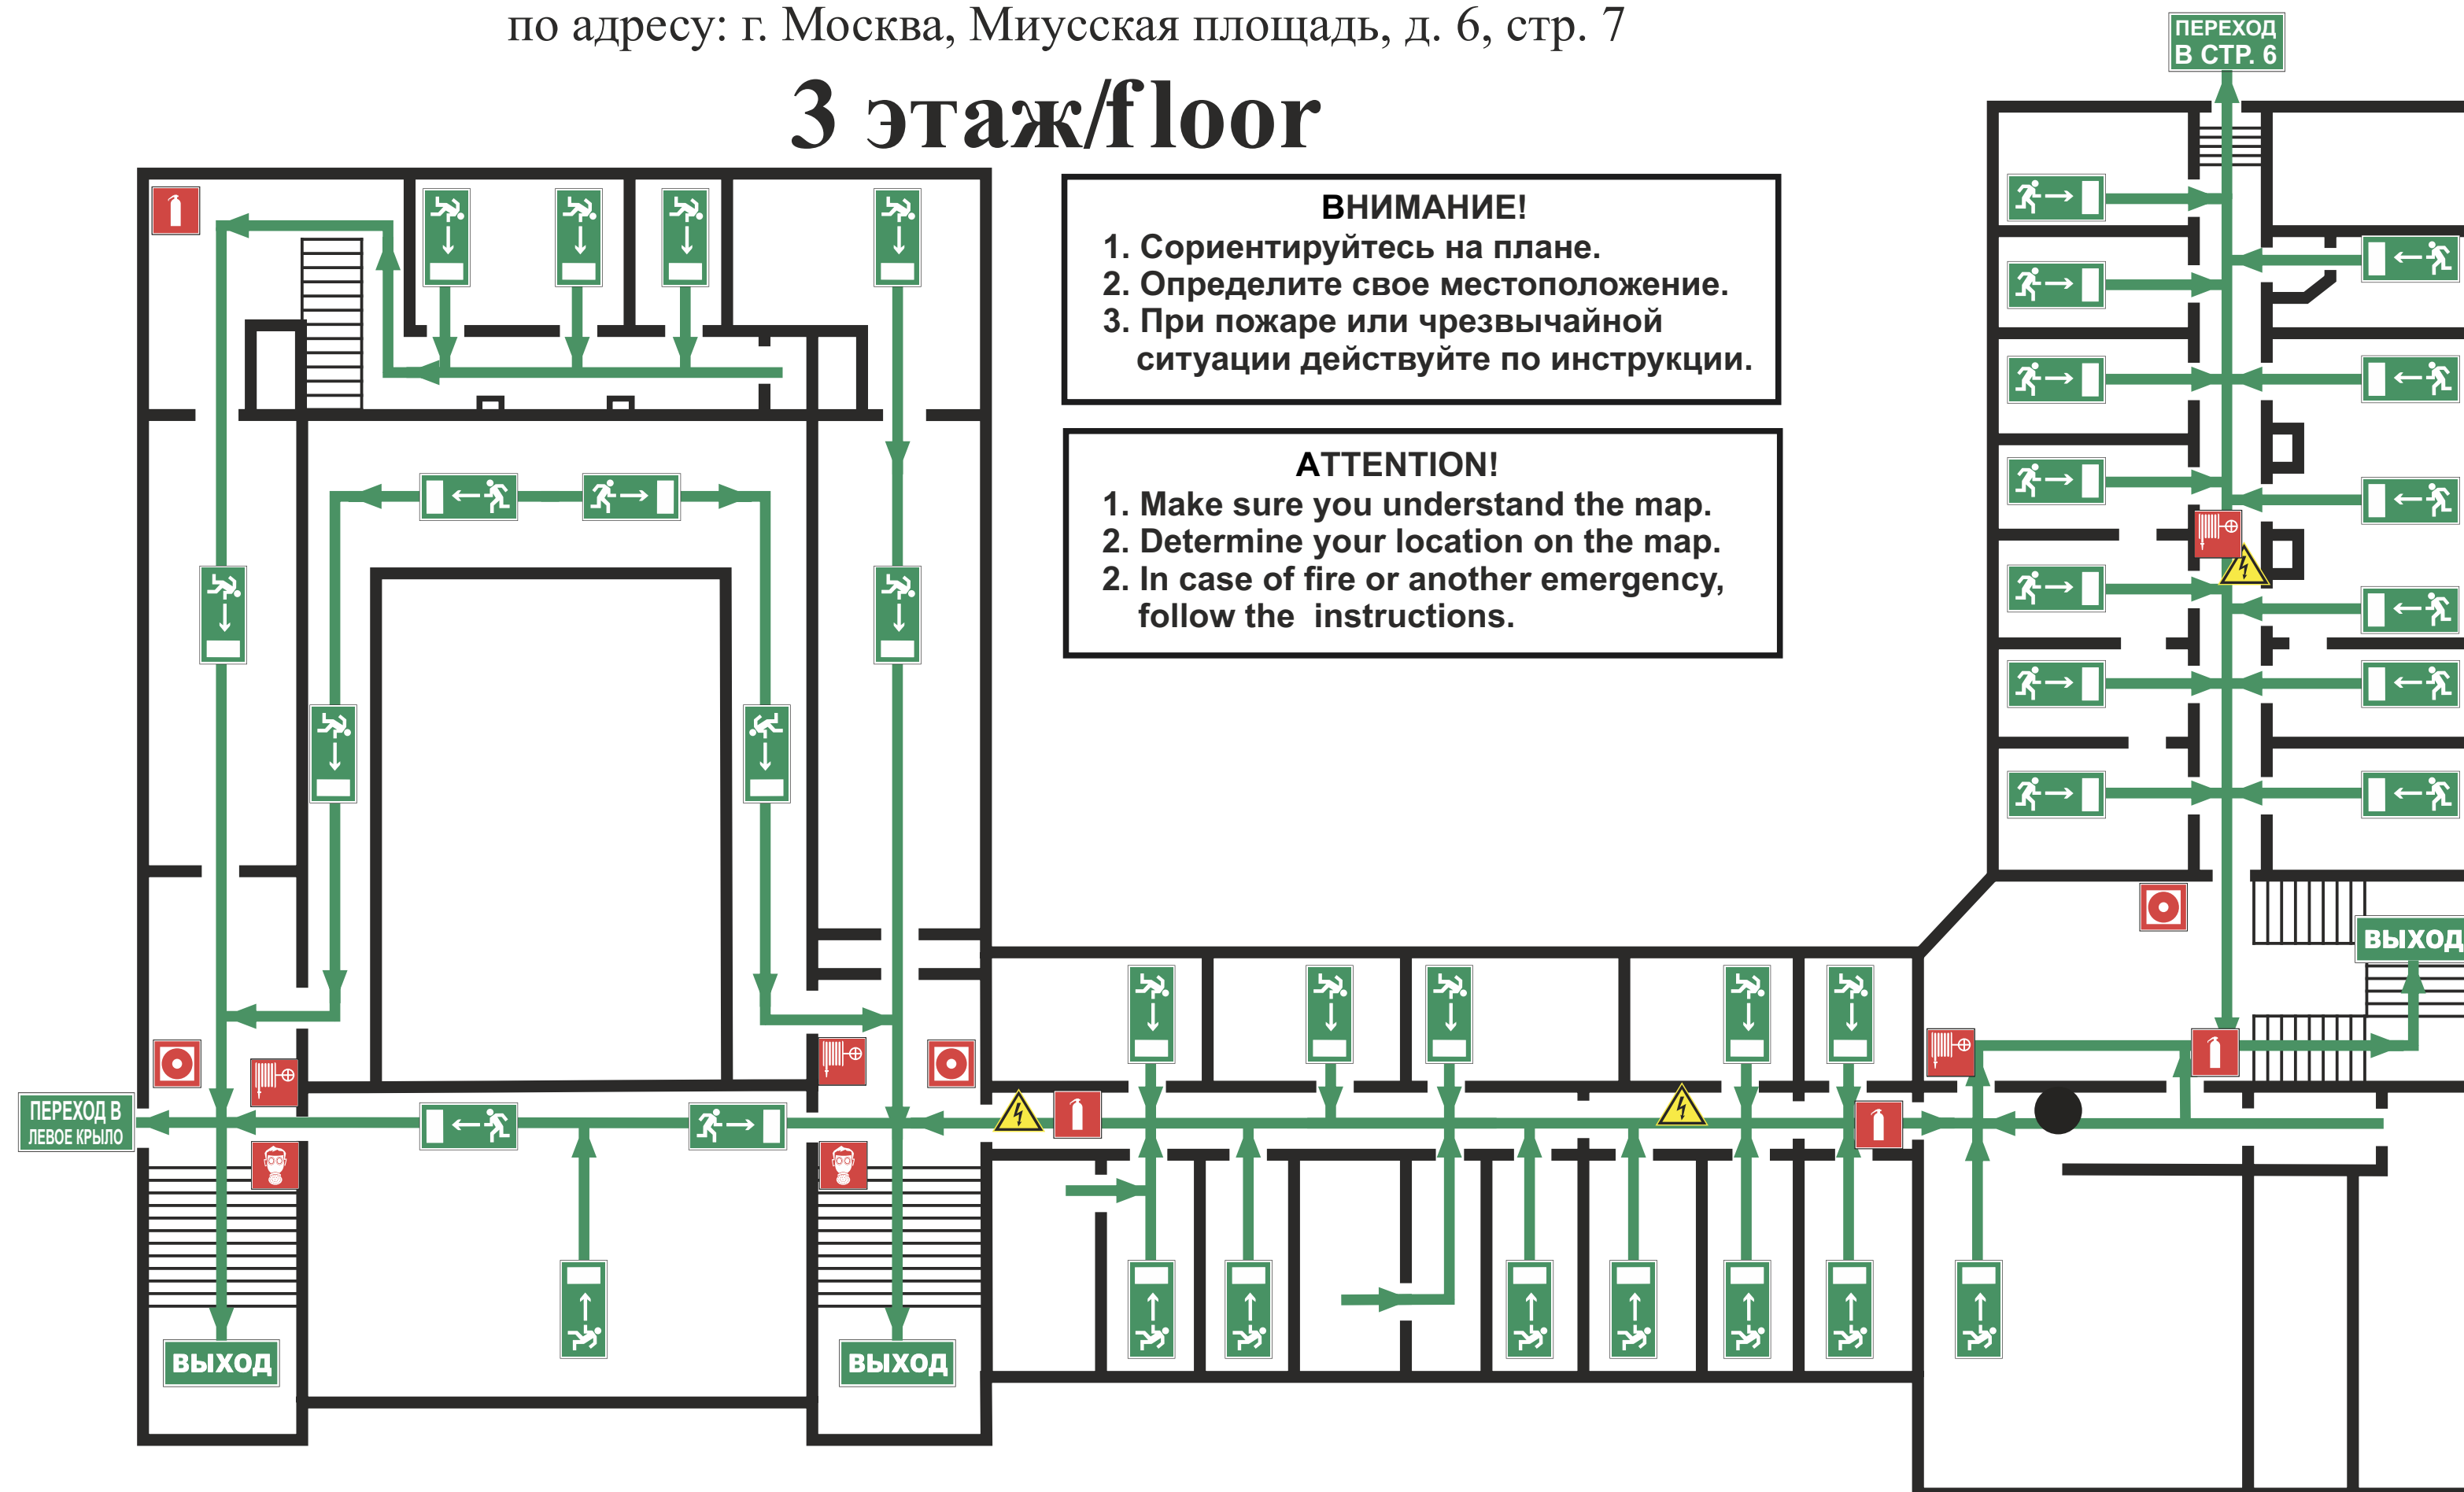 по адресу: г. Москва, Миусская площадь, д. 6, стр. 7
3 этаж/floor
ПЕРЕХОД
В СТР. 6
ВНИМАНИЕ!
1. Сориентируйтесь на плане.
2. Определите свое местоположение.
3. При пожаре или чрезвычайной
ситуации действуйте по инструкции.
ATTENTION!
1. Make sure you understand the map.
2. Determine your location on the map.
2. In case of fire or another emergency,
follow the instructions.
ВЫХОД
ПЕРЕХОД В
ЛЕВОЕ КРЫЛО
ВЫХОД
ВЫХОД